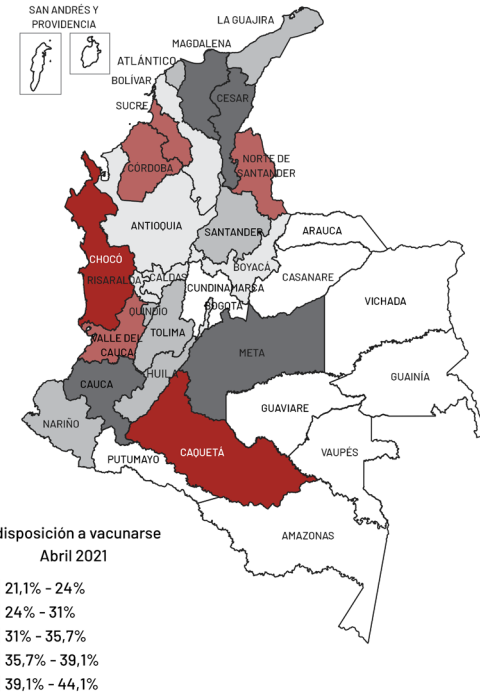 SAN ANDRÉS Y
PROVIDENCIA
LA GUAJIRA
MAGDALENA
ATLÁNTICO
BOLÍVAR
CESAR
SUCRE
NORTE DE
SANTANDER
CÓRDOBA
ANTIOQUIA
SANTANDER
ARAUCA
CHOCÓ
BOYACÁ
RISARALDA
CALDAS
CASANARE
CUNDINAMARCA
VICHADA
BOGOTÁ
QUINDÍO
TOLIMA
VALLE DEL
CAUCA
META
HUILA
GUAINÍA
CAUCA
GUAVIARE
NARIÑO
CAQUETÁ
VAUPÉS
PUTUMAYO
AMAZONAS
disposición a vacunarse
Abril 2021
21,1% - 24%
24% - 31%
31% - 35,7%
35,7% - 39,1%
39,1% - 44,1%